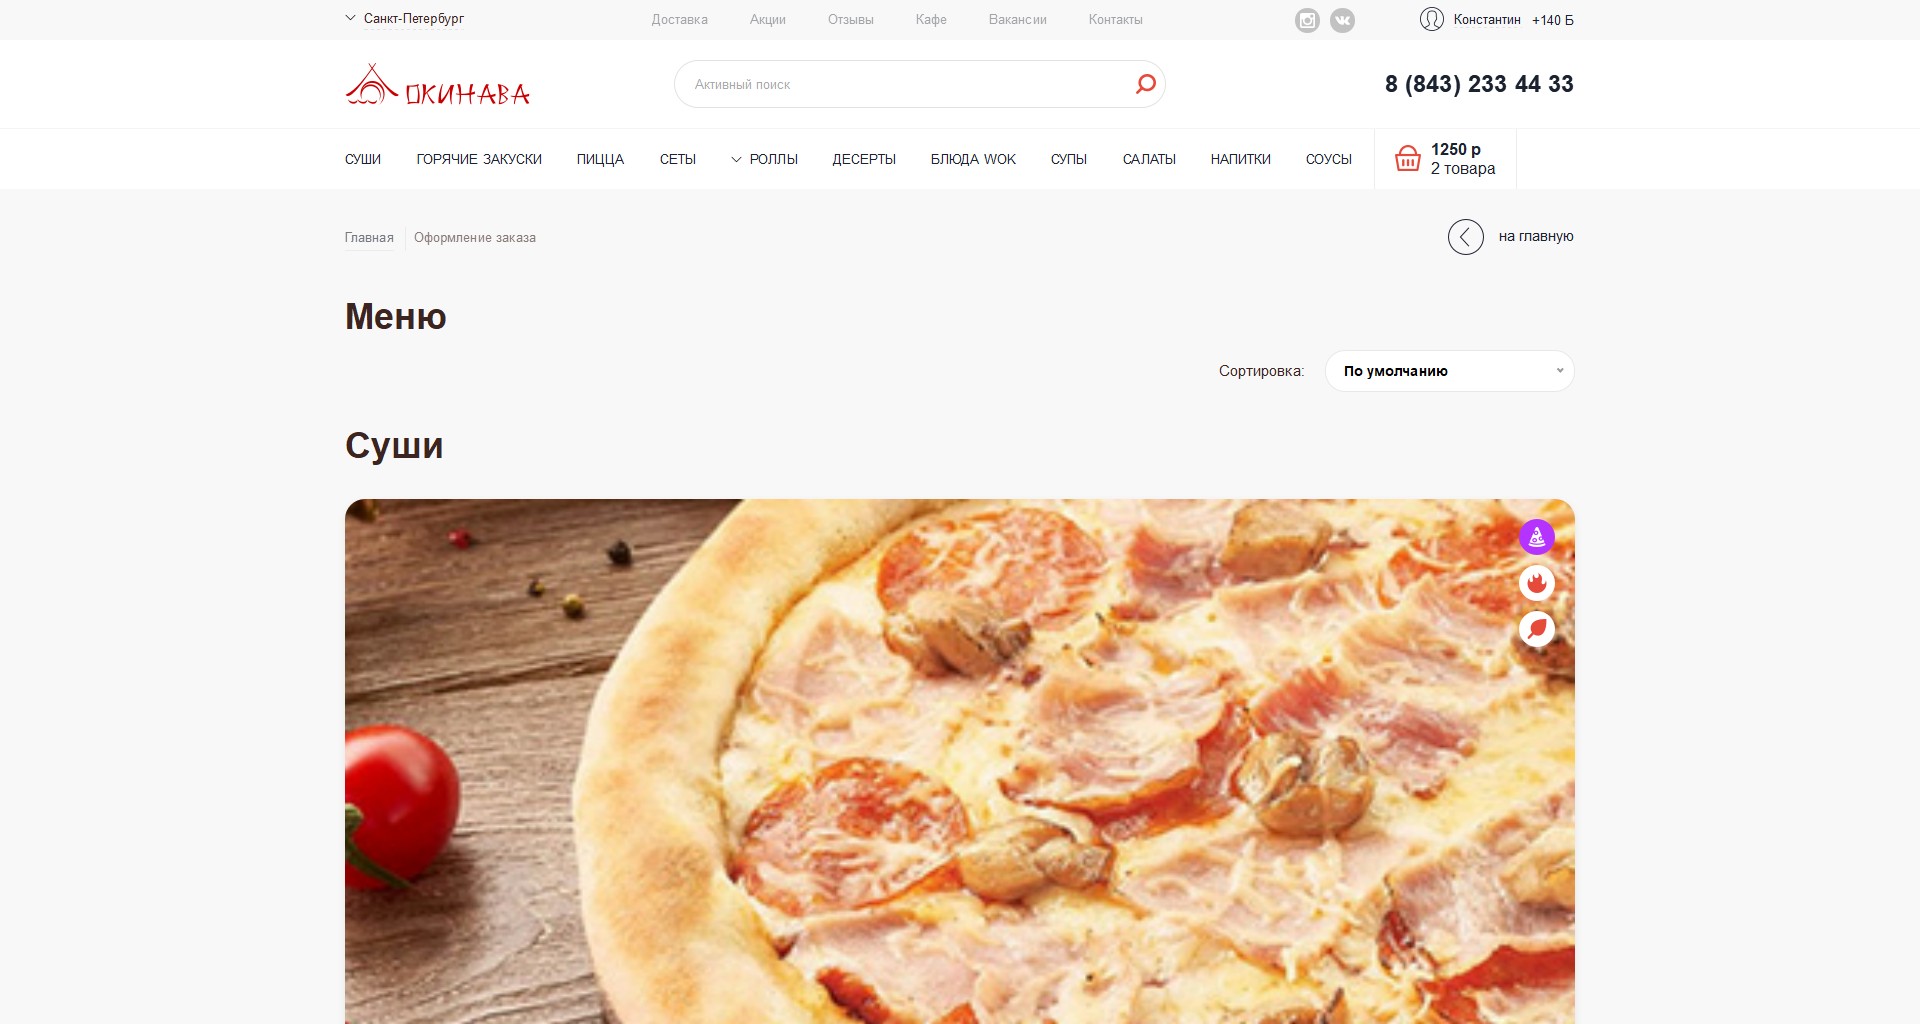 Санкт-Петербург
Доставка
Акции
Отзывы
Кафе
Вакансии
Контакты
Константин
+140 Б
ОКИНАВА
Активный поиск
8 (843) 233 44 33
СУШИ
ГОРЯЧИЕ ЗАКУСКИ
ПИЦЦА
СЕТЫ
РОЛЛЫ
ДЕСЕРТЫ
БЛЮДА WOK
СУПЫ
САЛАТЫ
НАПИТКИ
СОУСЫ
1250 р
2 товара
Главная
Оформление заказа
на главную
Меню
Сортировка:
По умолчанию
Суши